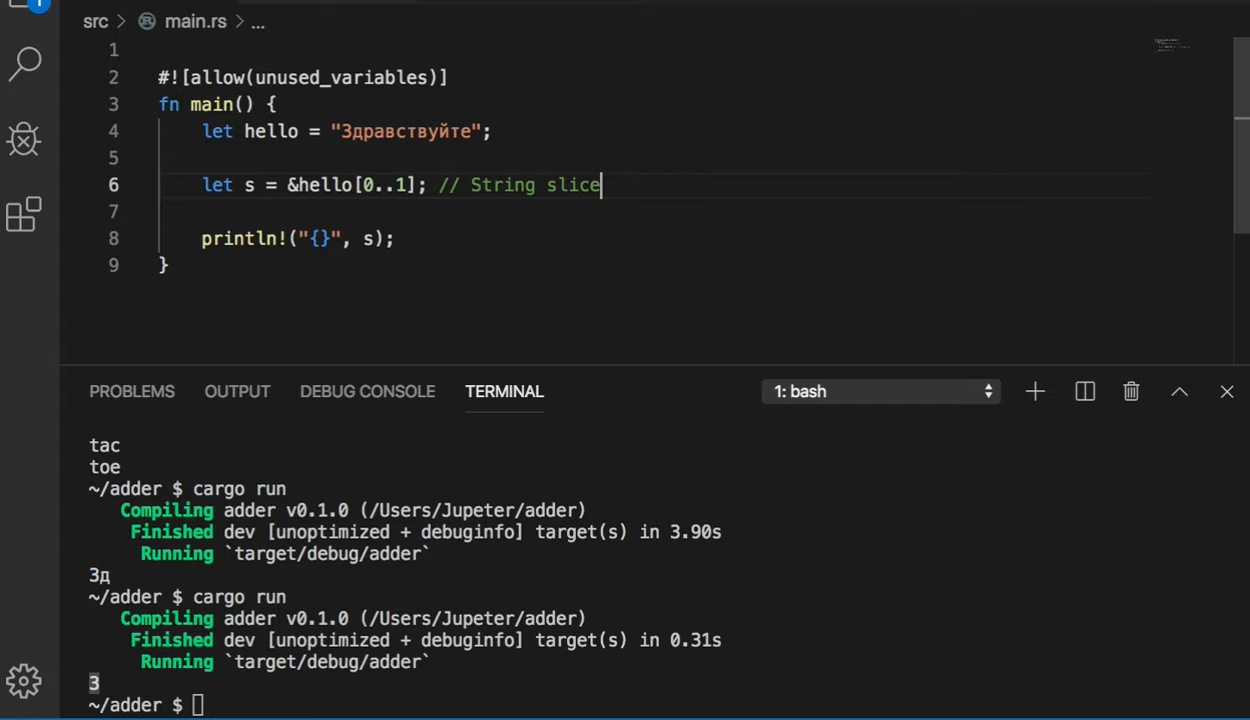 1
src > main.rs > ...
1
2 #![allow(unused_variables)]
3 fn main() {
4 let hello = "Здравствуйте";
5
6 let s = &hello[0..1]; // String slice
7
8 println!("{}", s);
9 }
PROBLEMS OUTPUT DEBUG CONSOLE TERMINAL 1: bash
tac
toe
~/adder $ cargo run
Compiling adder v0.1.0 (/Users/Jupeter/adder)
Finished dev [unoptimized + debuginfo] target(s) in 3.90s
Running `target/debug/adder`
Зд
~/adder $ cargo run
Compiling adder v0.1.0 (/Users/Jupeter/adder)
Finished dev [unoptimized + debuginfo] target(s) in 0.31s
Running `target/debug/adder`
З
~/adder $